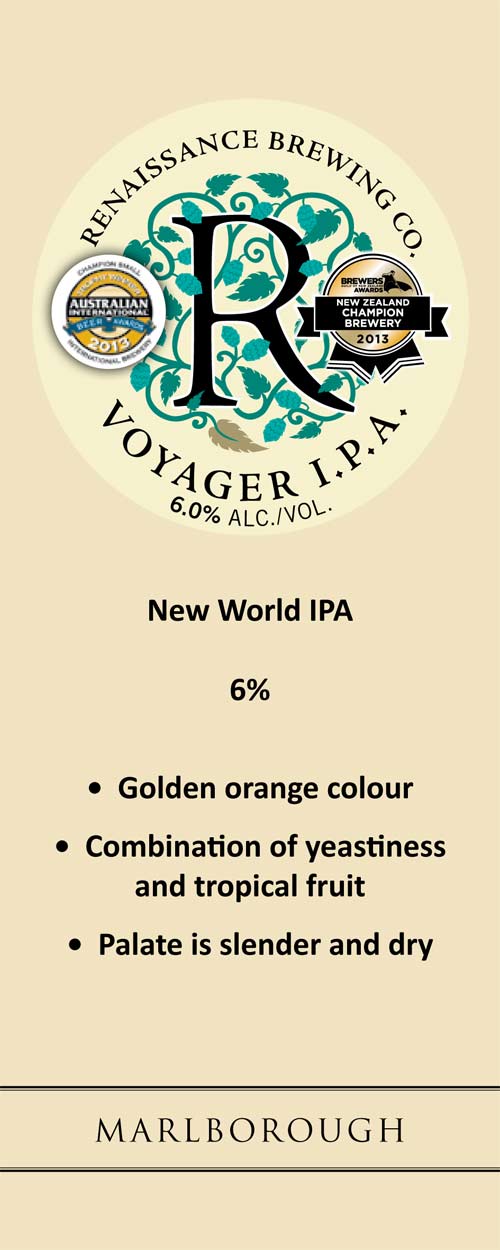 RENAISSANCE BREWING CO.
R
CHAMPION SMALL
AUSTRALIAN
INTERNATIONAL
BEER AWARDS
2013
INTERNATIONAL BREWERY
BREWERS
AWARDS
NEW ZEALAND
CHAMPION
BREWERY
2013
VOYAGER I.P.A.
6.0% ALC./VOL.
New World IPA
6%
• Golden orange colour
• Combination of yeastiness
and tropical fruit
• Palate is slender and dry
MARLBOROUGH